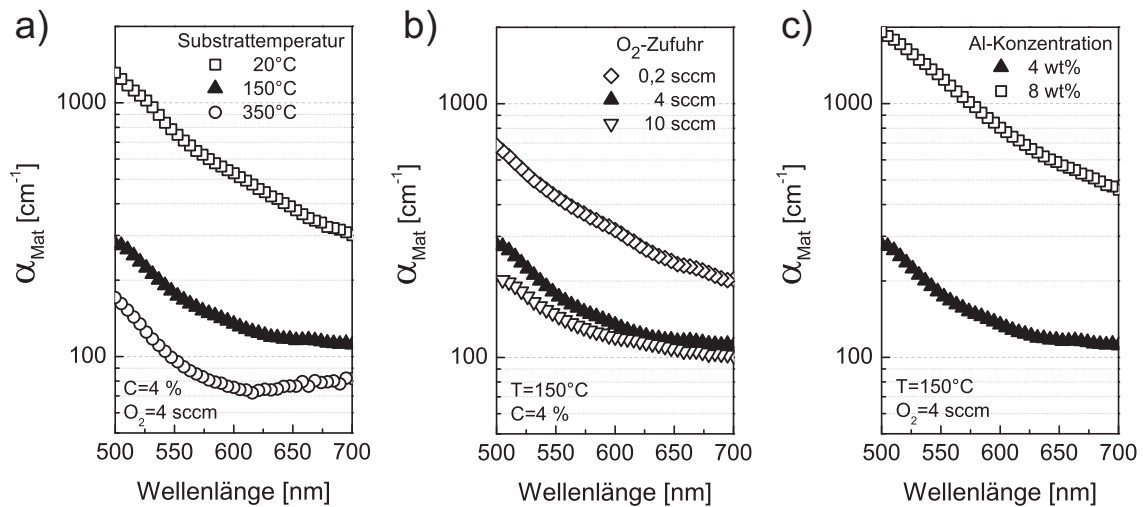 a)
Substrattemperatur
20°C
150°C
350°C
1000
100
α_Mat [cm⁻¹]
C=4 %
O₂=4 sccm
500 550 600 650 700
Wellenlänge [nm]
b)
O₂-Zufuhr
0,2 sccm
4 sccm
10 sccm
1000
100
α_Mat [cm⁻¹]
T=150°C
C=4 %
500 550 600 650 700
Wellenlänge [nm]
c)
Al-Konzentration
4 wt%
8 wt%
1000
100
α_Mat [cm⁻¹]
T=150°C
O₂=4 sccm
500 550 600 650 700
Wellenlänge [nm]